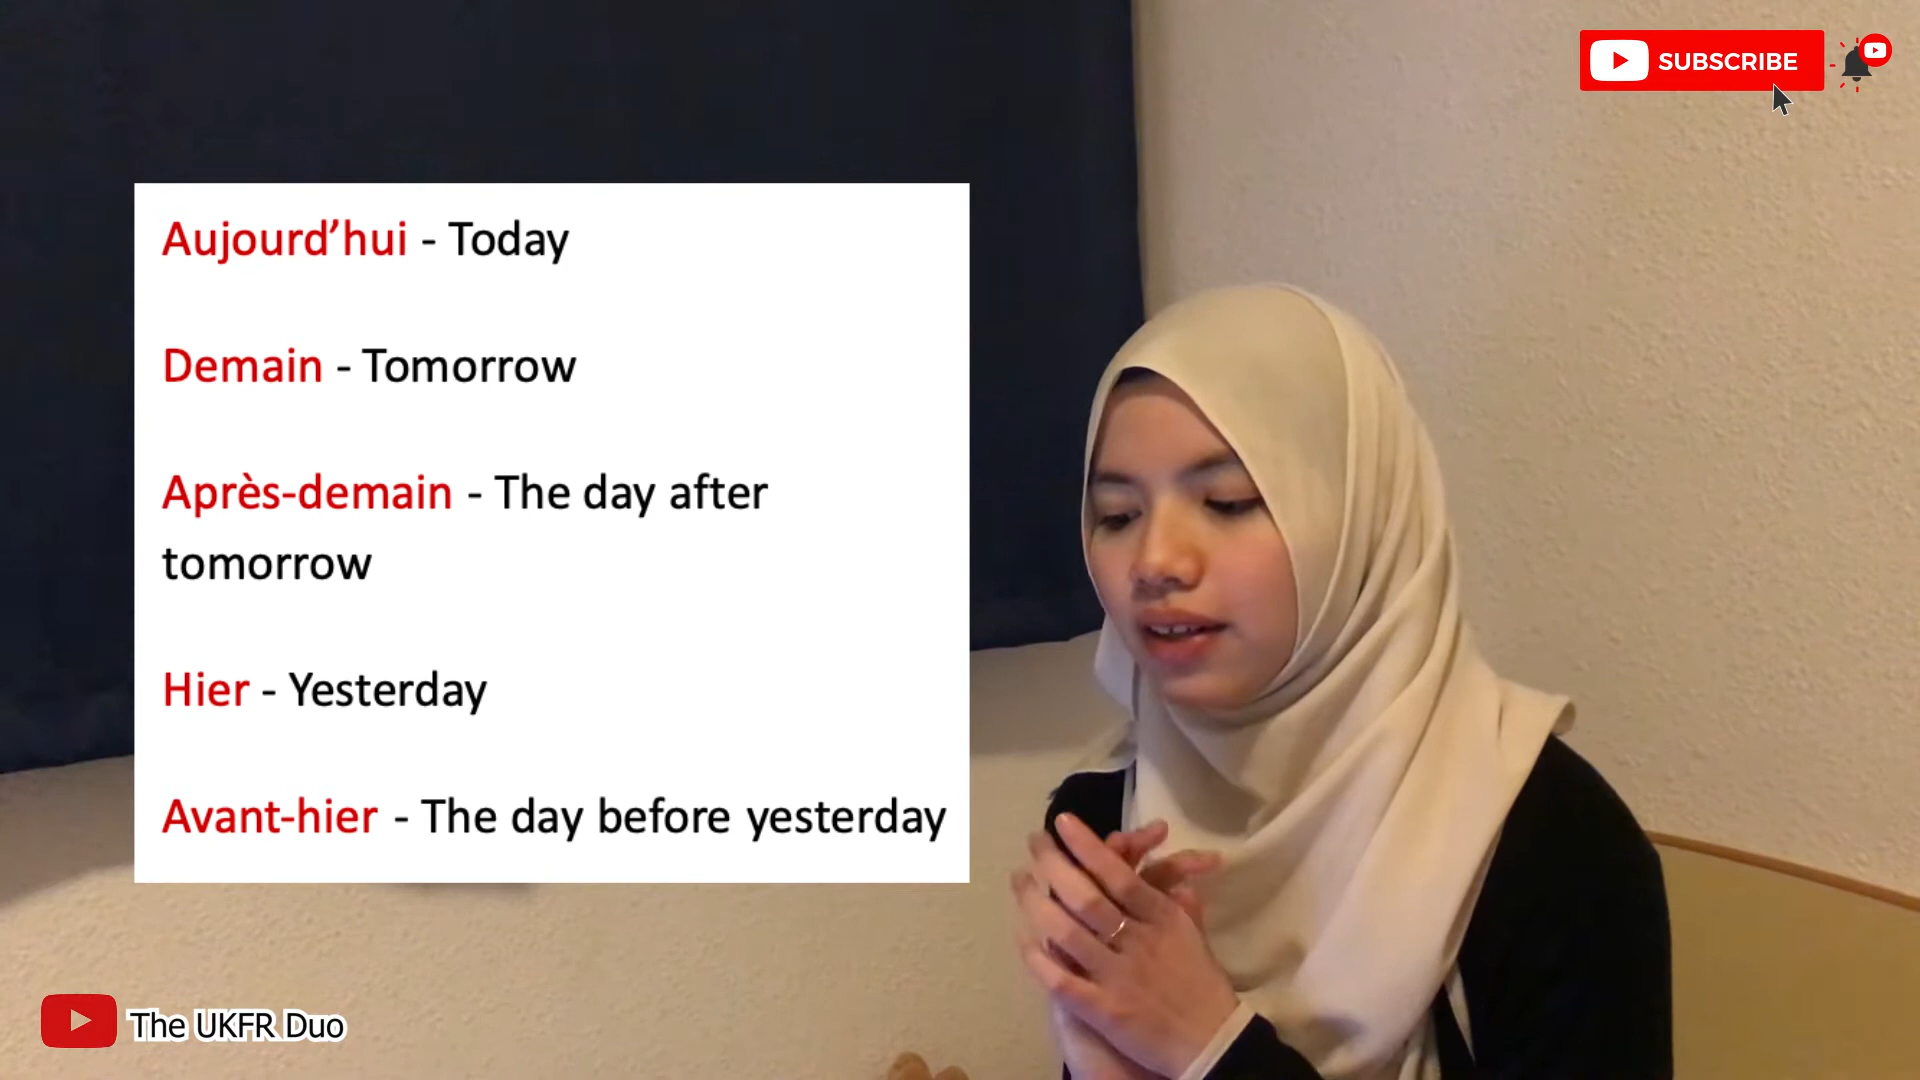 SUBSCRIBE
Aujourd’hui - Today
Demain - Tomorrow
Après-demain - The day after
tomorrow
Hier - Yesterday
Avant-hier - The day before yesterday
The UKFR Duo